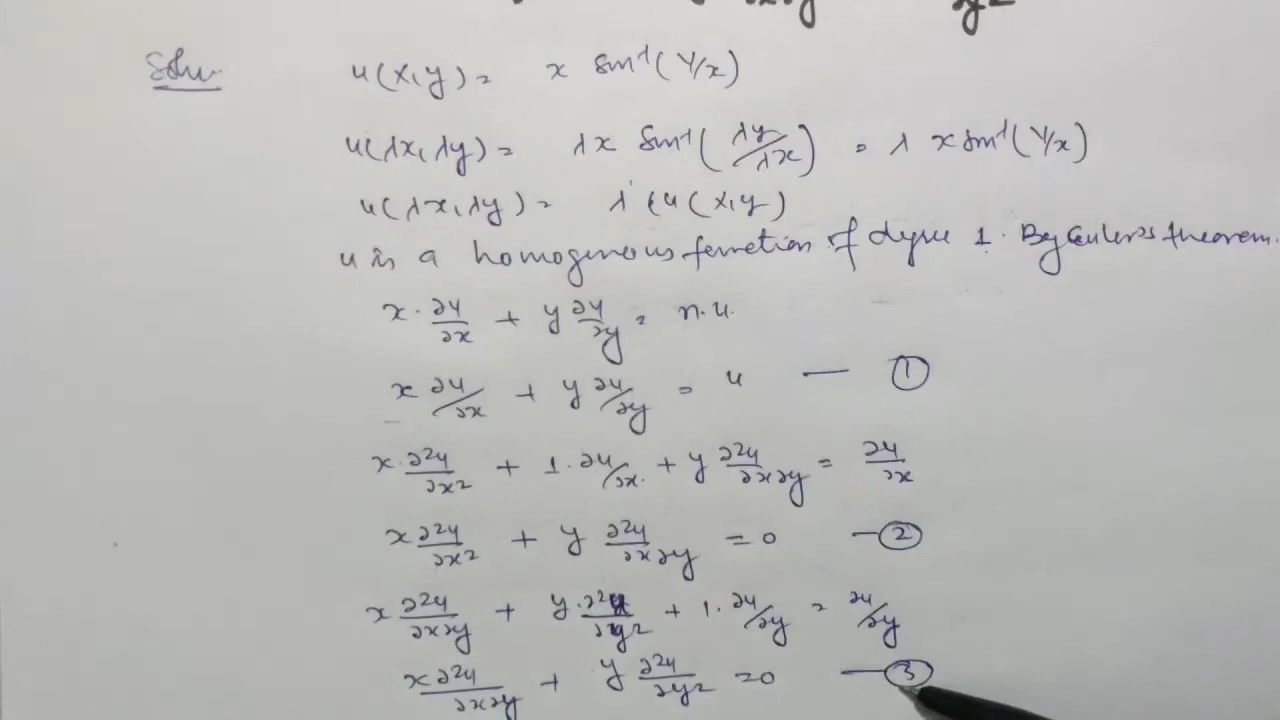 Solu.
u(x,y) = x sin⁻¹(y/x)
u(λx,λy) = λx sin⁻¹(λy/λx) = λ x sin⁻¹(y/x)
u(λx,λy) = λ¹(u(x,y)
u is a homogenous function of degree 1. By Euler's theorem.
x·∂u/∂x + y ∂u/∂y = n.u.
x ∂u/∂x + y ∂u/∂y = u — ①
x·∂²u/∂x² + 1·∂u/∂x + y ∂²u/∂x∂y = ∂u/∂x
x ∂²u/∂x² + y ∂²u/∂x∂y = 0 — ②
x ∂²u/∂x∂y + y·∂²u/∂y² + 1·∂u/∂y = ∂u/∂y
x ∂²u/∂x∂y + y ∂²u/∂y² = 0 — ③